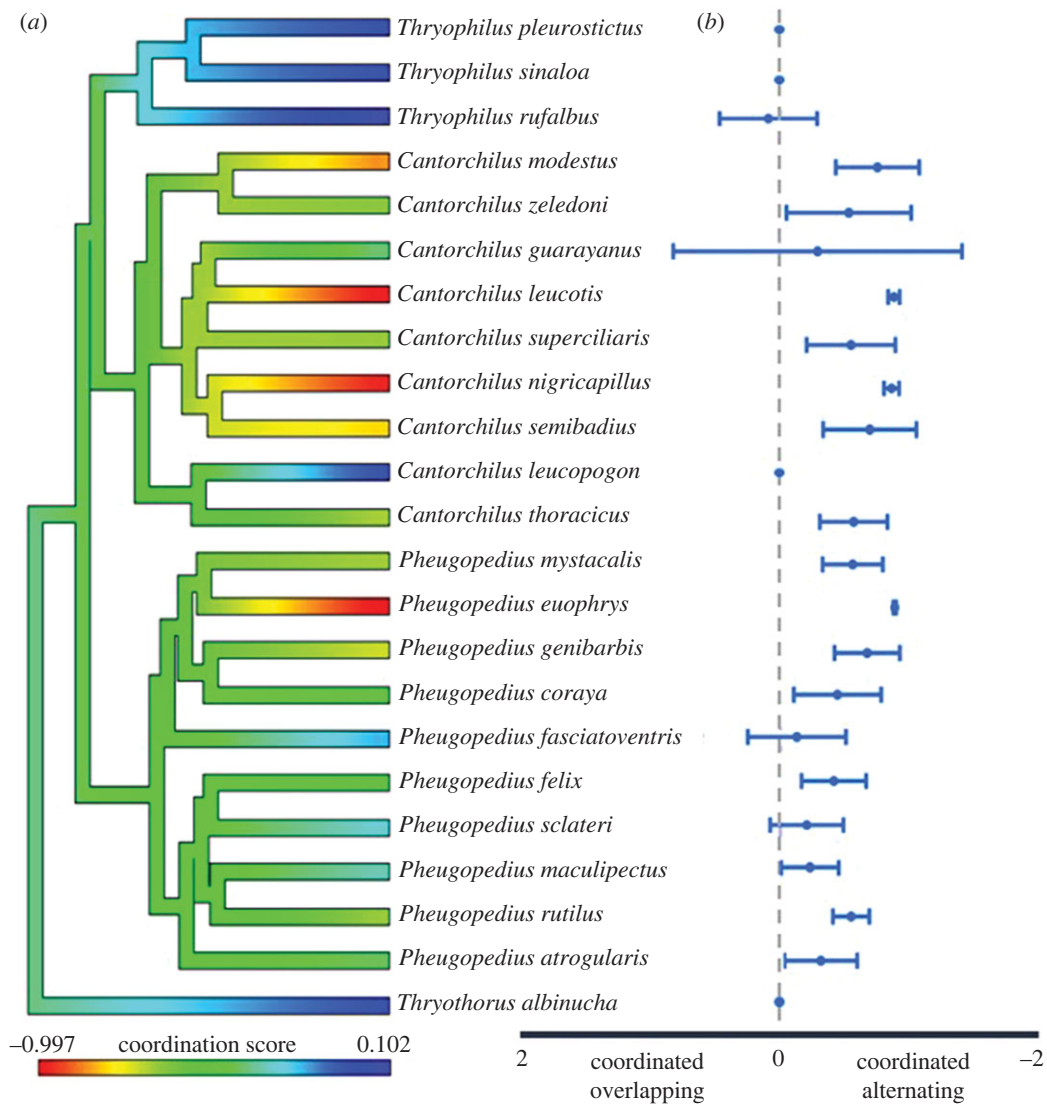 (a)
(b)
Thryophilus pleurostictus
Thryophilus sinaloa
Thryophilus rufalbus
Cantorchilus modestus
Cantorchilus zeledoni
Cantorchilus guarayanus
Cantorchilus leucotis
Cantorchilus superciliaris
Cantorchilus nigricapillus
Cantorchilus semibadius
Cantorchilus leucopogon
Cantorchilus thoracicus
Pheugopedius mystacalis
Pheugopedius euophrys
Pheugopedius genibarbis
Pheugopedius coraya
Pheugopedius fasciatoventris
Pheugopedius felix
Pheugopedius sclateri
Pheugopedius maculipectus
Pheugopedius rutilus
Pheugopedius atrogularis
Thryothorus albinucha
–0.997 coordination score 0.102
2 coordinated 0 coordinated –2
overlapping alternating